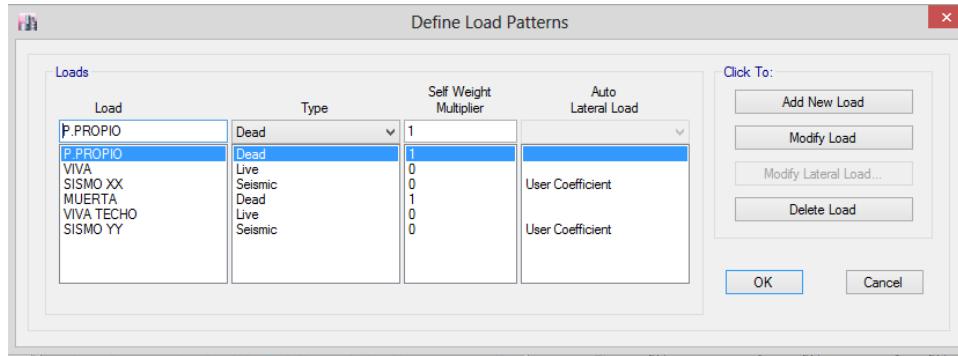 Define Load Patterns
Loads
Click To:
Load Type Self Weight Multiplier Auto Lateral Load
P.PROPIO Dead 1
P.PROPIO Dead 1
VIVA Live 0
SISMO XX Seismic 0 User Coefficient
MUERTA Dead 1
VIVA TECHO Live 0
SISMO YY Seismic 0 User Coefficient
Add New Load
Modify Load
Modify Lateral Load...
Delete Load
OK Cancel